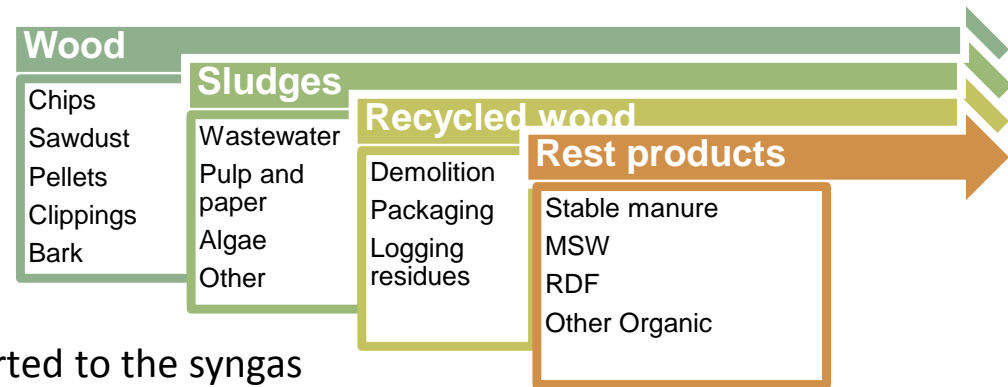 Wood
Chips
Sawdust
Pellets
Clippings
Bark
Sludges
Wastewater
Pulp and
paper
Algae
Other
Recycled wood
Demolition
Packaging
Logging
residues
Rest products
Stable manure
MSW
RDF
Other Organic
rted to the syngas